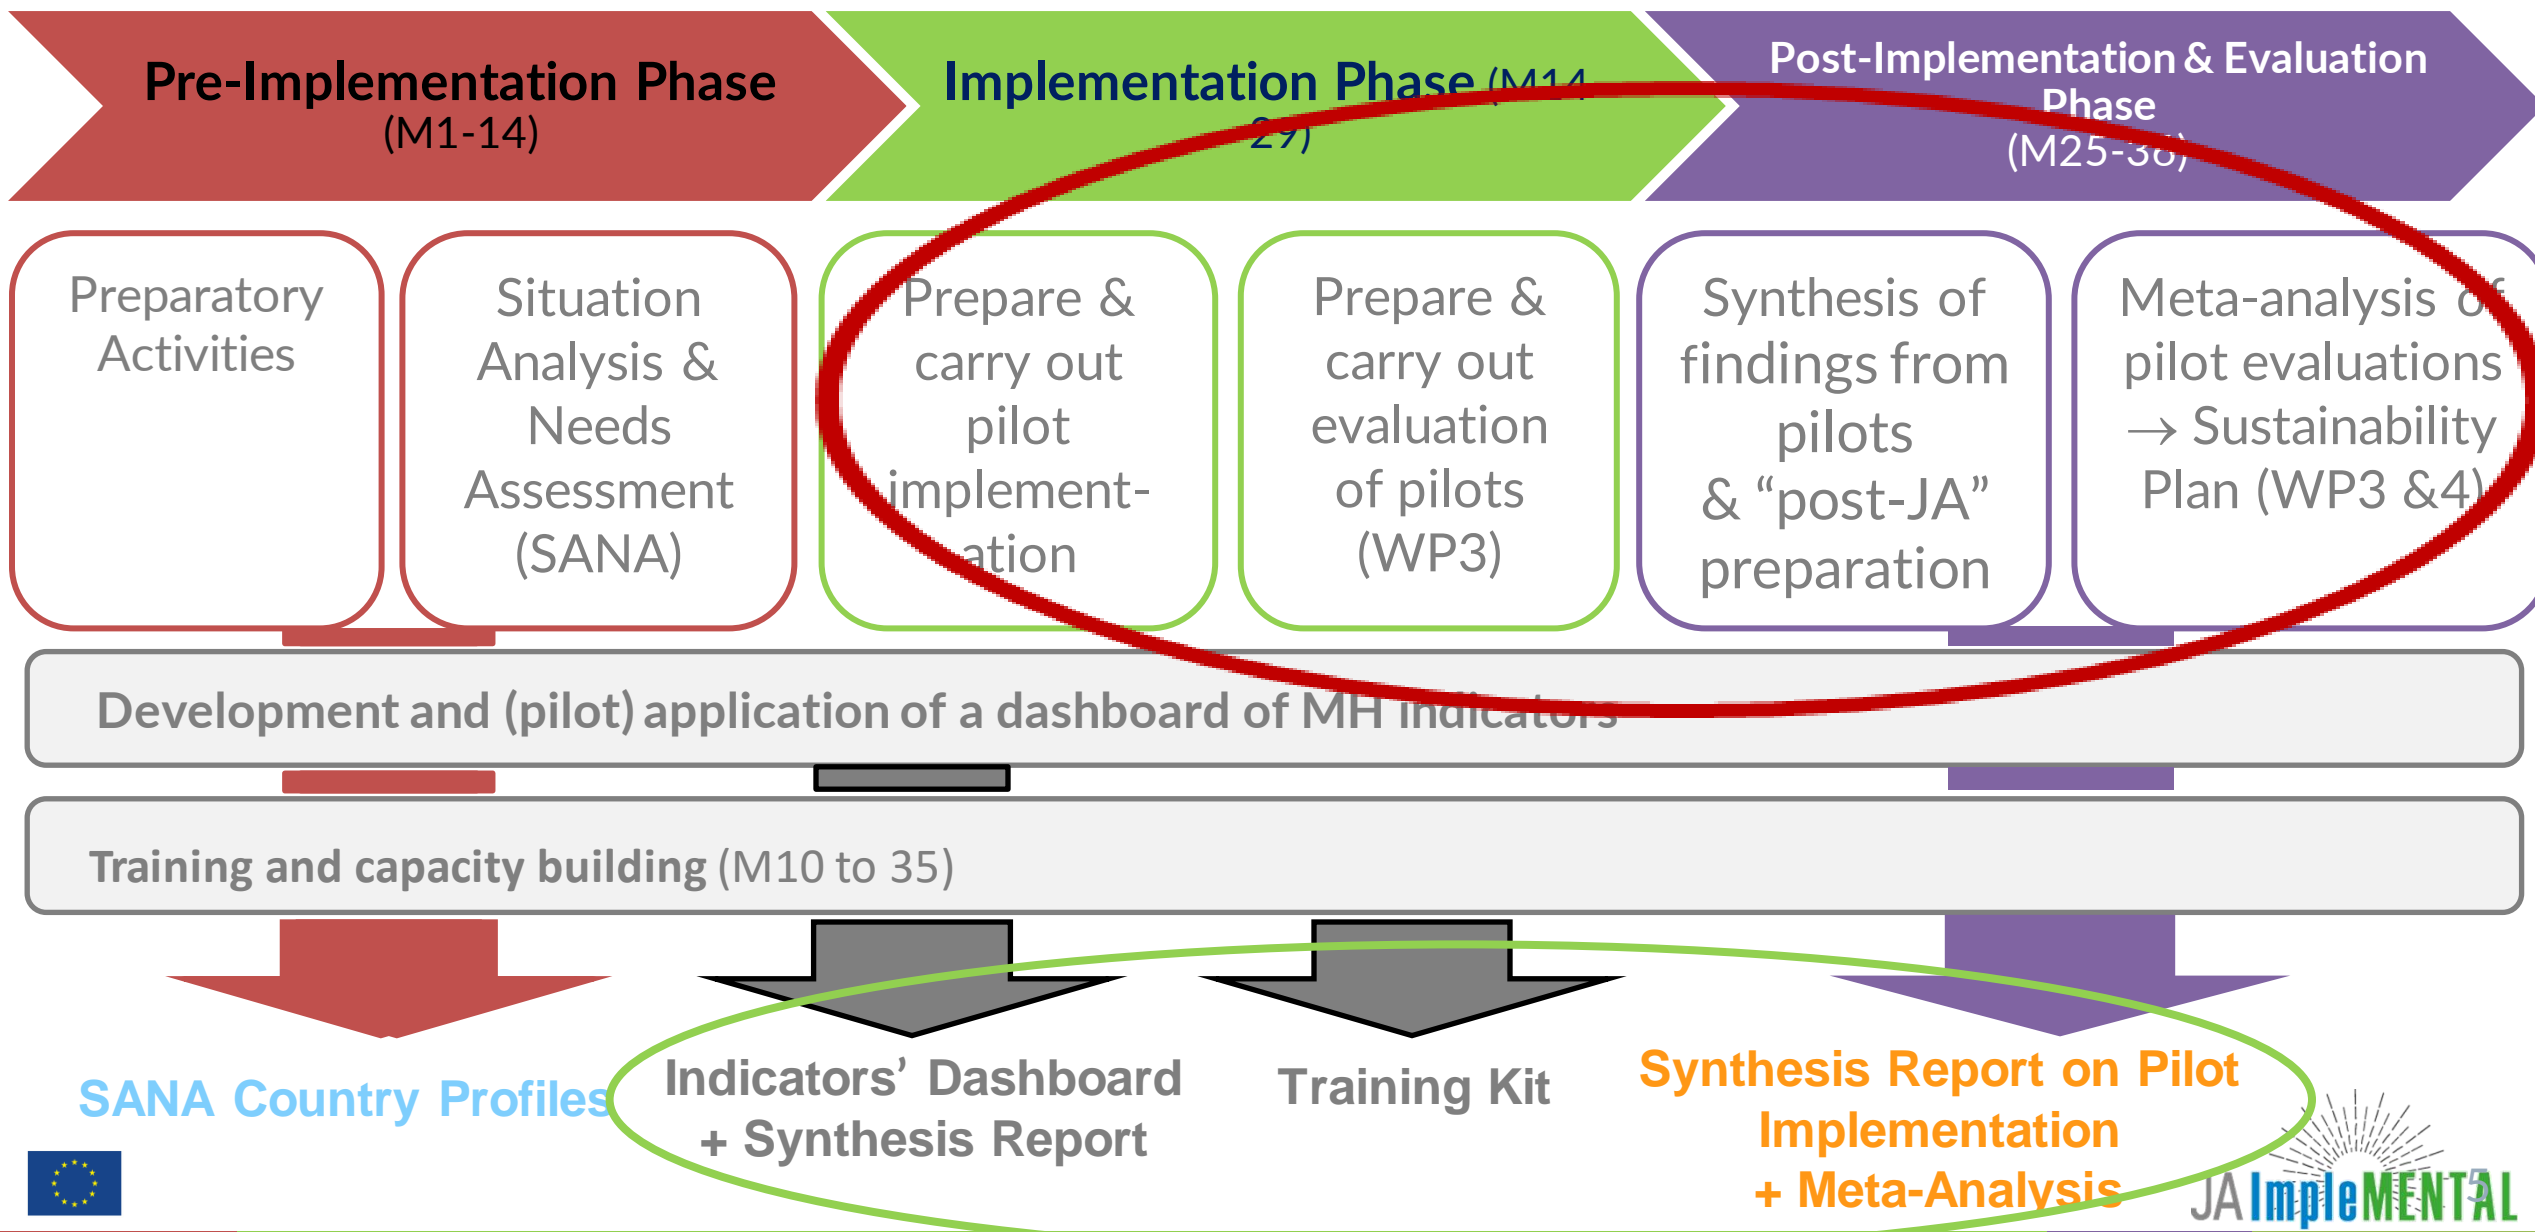 Pre-Implementation Phase
(M1-14)
Implementation Phase (M14-
29)
Post-Implementation & Evaluation
Phase
(M25-36)
Preparatory
Activities
Situation
Analysis &
Needs
Assessment
(SANA)
Prepare &
carry out
pilot
implement-
ation
Prepare &
carry out
evaluation
of pilots
(WP3)
Synthesis of
findings from
pilots
& “post-JA”
preparation
Meta-analysis of
pilot evaluations
→ Sustainability
Plan (WP3 &4)
Development and (pilot) application of a dashboard of MH indicators
Training and capacity building (M10 to 35)
SANA Country Profiles
Indicators’ Dashboard
+ Synthesis Report
Training Kit
Synthesis Report on Pilot
Implementation
+ Meta-Analysis
JA ImpleMENTAL
5